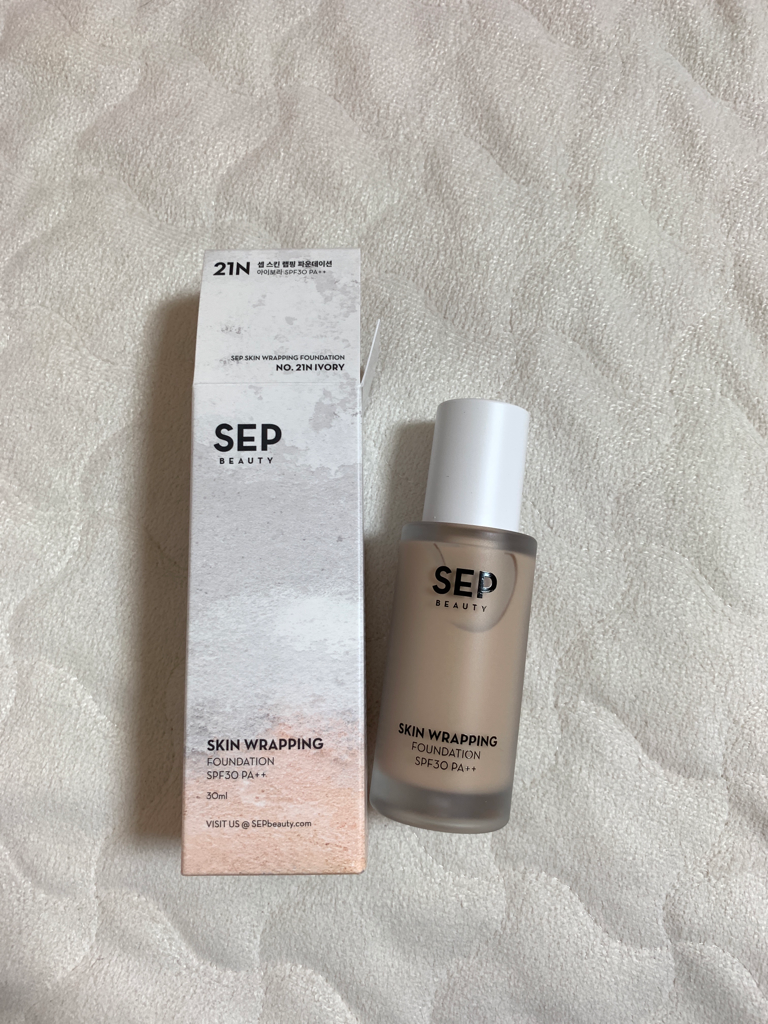 21N 셉 스킨 랩핑 파운데이션
아이보리 SPF30 PA++
SEP SKIN WRAPPING FOUNDATION
NO. 21N IVORY
SEP
BEAUTY
SKIN WRAPPING
FOUNDATION
SPF30 PA++
30ml
VISIT US @ SEPbeauty.com
SEP
BEAUTY
SKIN WRAPPING
FOUNDATION
SPF30 PA++